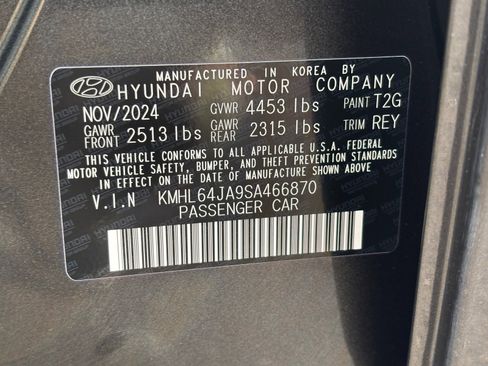 MANUFACTURED IN KOREA BY
HYUNDAI MOTOR COMPANY
NOV/2024 GVWR 4453 lbs PAINT T2G
GAWR FRONT 2513 lbs GAWR REAR 2315 lbs TRIM REY
THIS VEHICLE CONFORMS TO ALL APPLICABLE U.S.A. FEDERAL
MOTOR VEHICLE SAFETY, BUMPER, AND THEFT PREVENTION STANDARDS
IN EFFECT ON THE DATE OF MANUFACTURE SHOWN ABOVE.
V.I.N KMHL64JA9SA466870
PASSENGER CAR